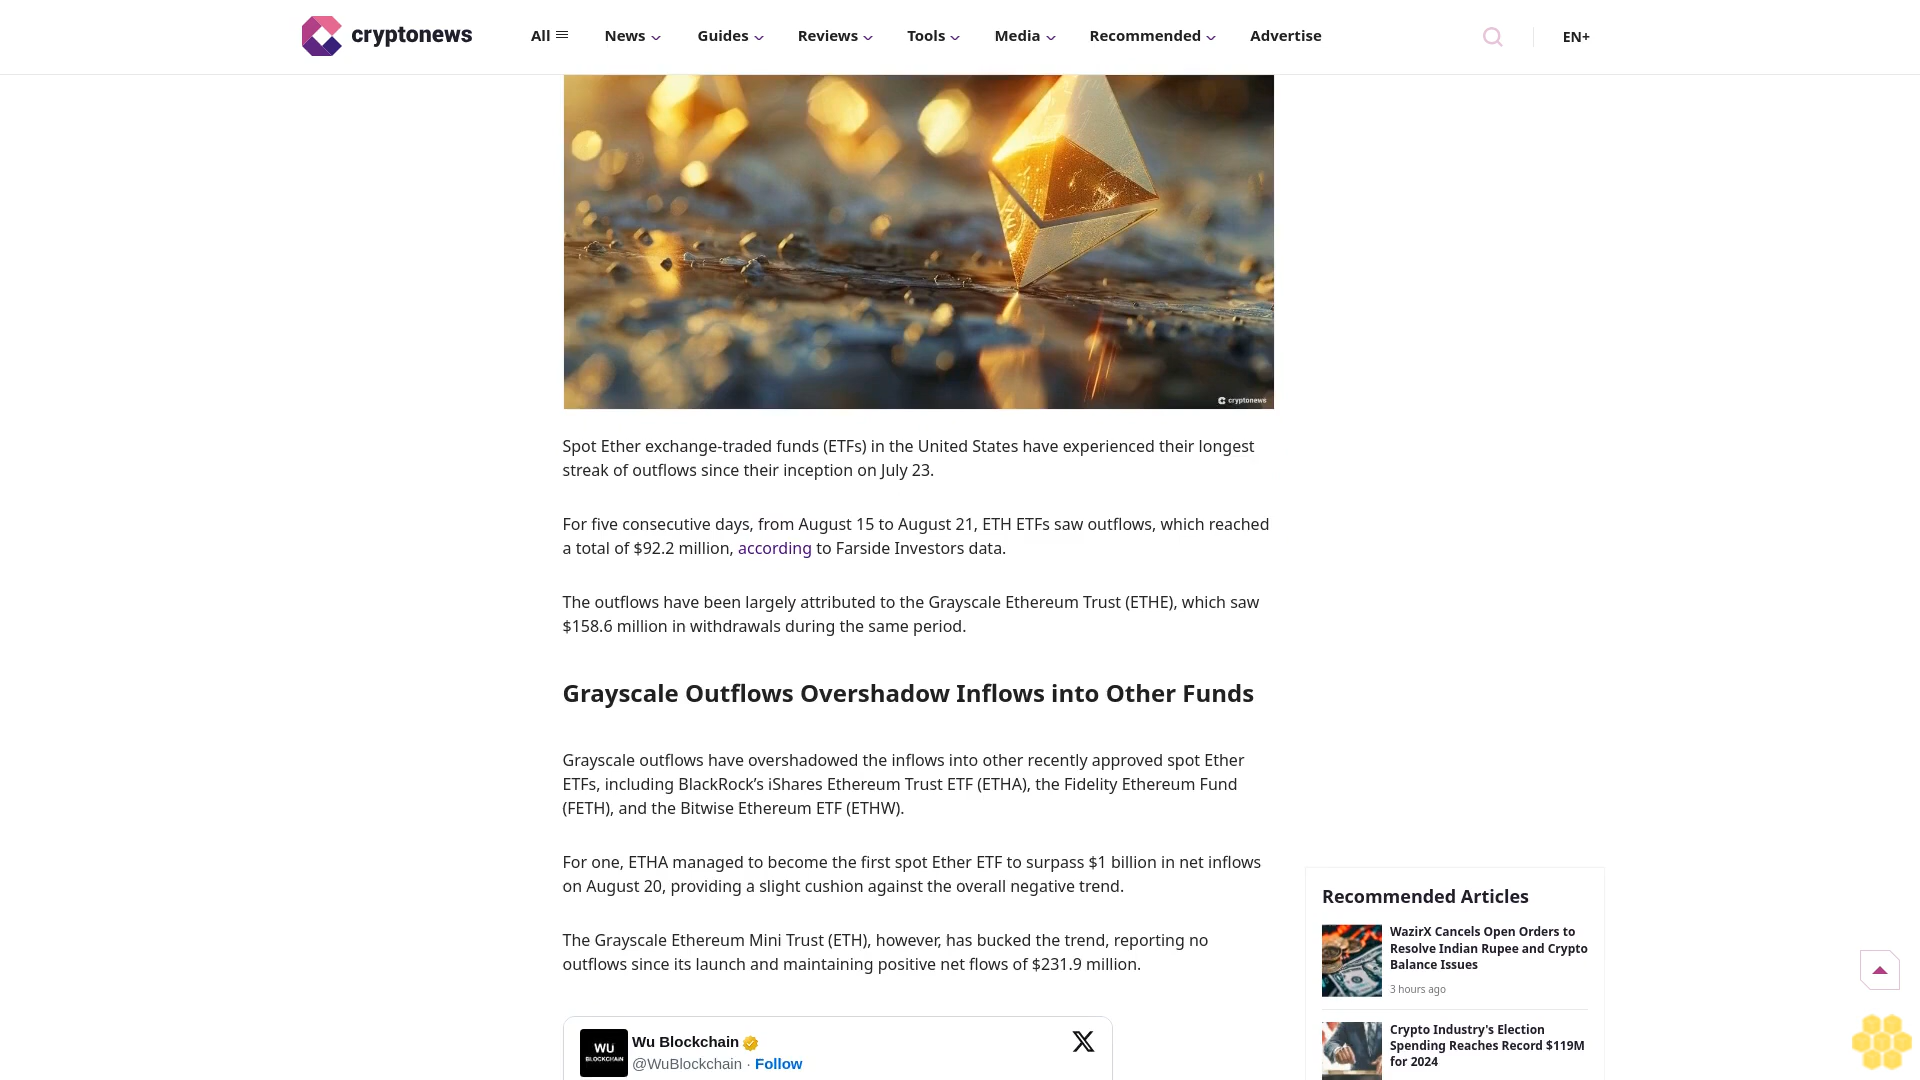 cryptonews
All
News
Guides
Reviews
Tools
Media
Recommended
Advertise
EN+
cryptonews
Spot Ether exchange-traded funds (ETFs) in the United States have experienced their longest
streak of outflows since their inception on July 23.
For five consecutive days, from August 15 to August 21, ETH ETFs saw outflows, which reached
a total of $92.2 million, according to Farside Investors data.
The outflows have been largely attributed to the Grayscale Ethereum Trust (ETHE), which saw
$158.6 million in withdrawals during the same period.
Grayscale Outflows Overshadow Inflows into Other Funds
Grayscale outflows have overshadowed the inflows into other recently approved spot Ether
ETFs, including BlackRock’s iShares Ethereum Trust ETF (ETHA), the Fidelity Ethereum Fund
(FETH), and the Bitwise Ethereum ETF (ETHW).
For one, ETHA managed to become the first spot Ether ETF to surpass $1 billion in net inflows
on August 20, providing a slight cushion against the overall negative trend.
The Grayscale Ethereum Mini Trust (ETH), however, has bucked the trend, reporting no
outflows since its launch and maintaining positive net flows of $231.9 million.
WU
BLOCKCHAIN
Wu Blockchain
@WuBlockchain · Follow
Recommended Articles
WazirX Cancels Open Orders to
Resolve Indian Rupee and Crypto
Balance Issues
3 hours ago
Crypto Industry's Election
Spending Reaches Record $119M
for 2024